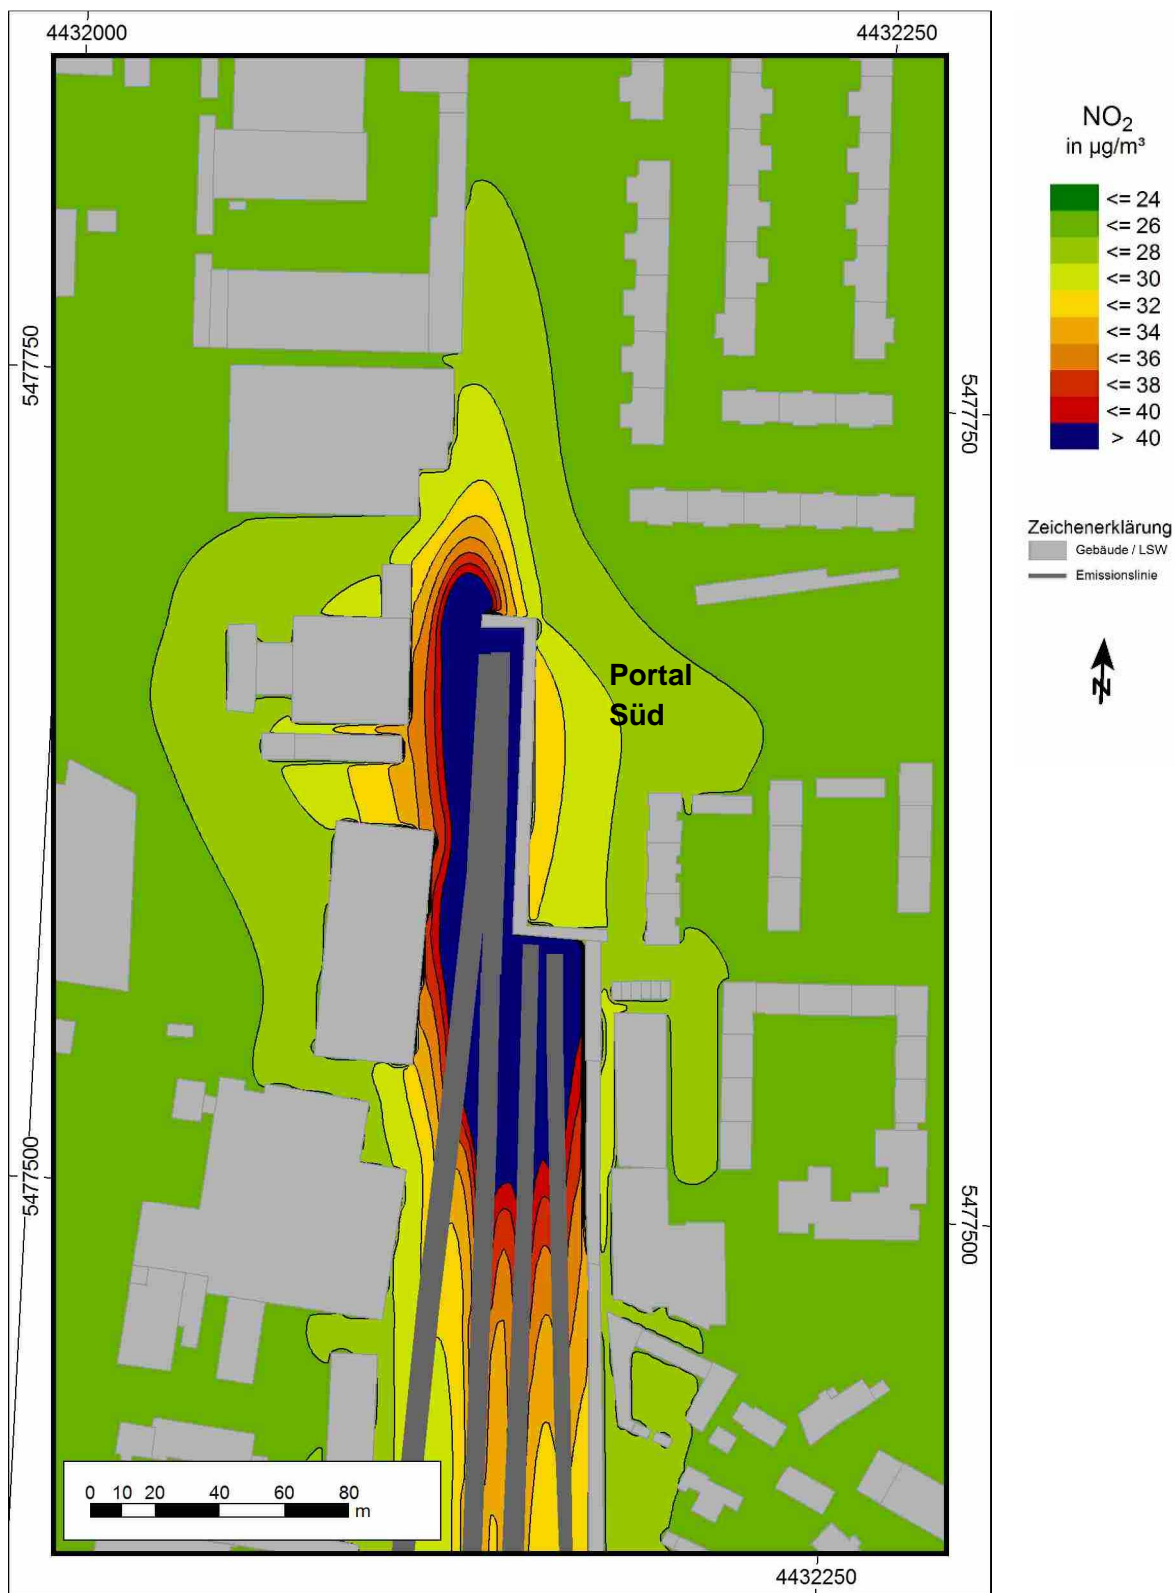 4432000
4432250
NO2
in µg/m³
<= 24
<= 26
<= 28
<= 30
<= 32
<= 34
<= 36
<= 38
<= 40
> 40
5477750
5477750
Zeichenerklärung
Gebäude / LSW
Emissionslinie
N
Portal
Süd
5477500
5477500
0 10 20 40 60 80
m
4432250